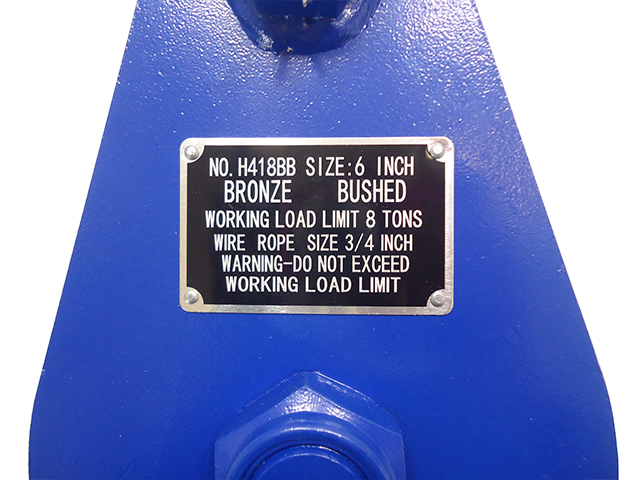 NO. H418BB SIZE:6 INCH
BRONZE BUSHED
WORKING LOAD LIMIT 8 TONS
WIRE ROPE SIZE 3/4 INCH
WARNING-DO NOT EXCEED
WORKING LOAD LIMIT